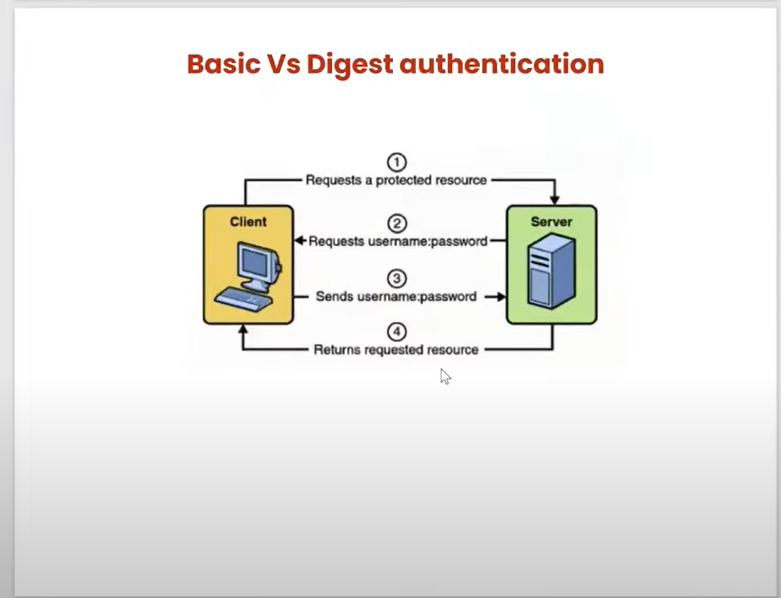 Basic Vs Digest authentication
1
Requests a protected resource
Client
Server
2
Requests username:password
3
Sends username:password
4
Returns requested resource